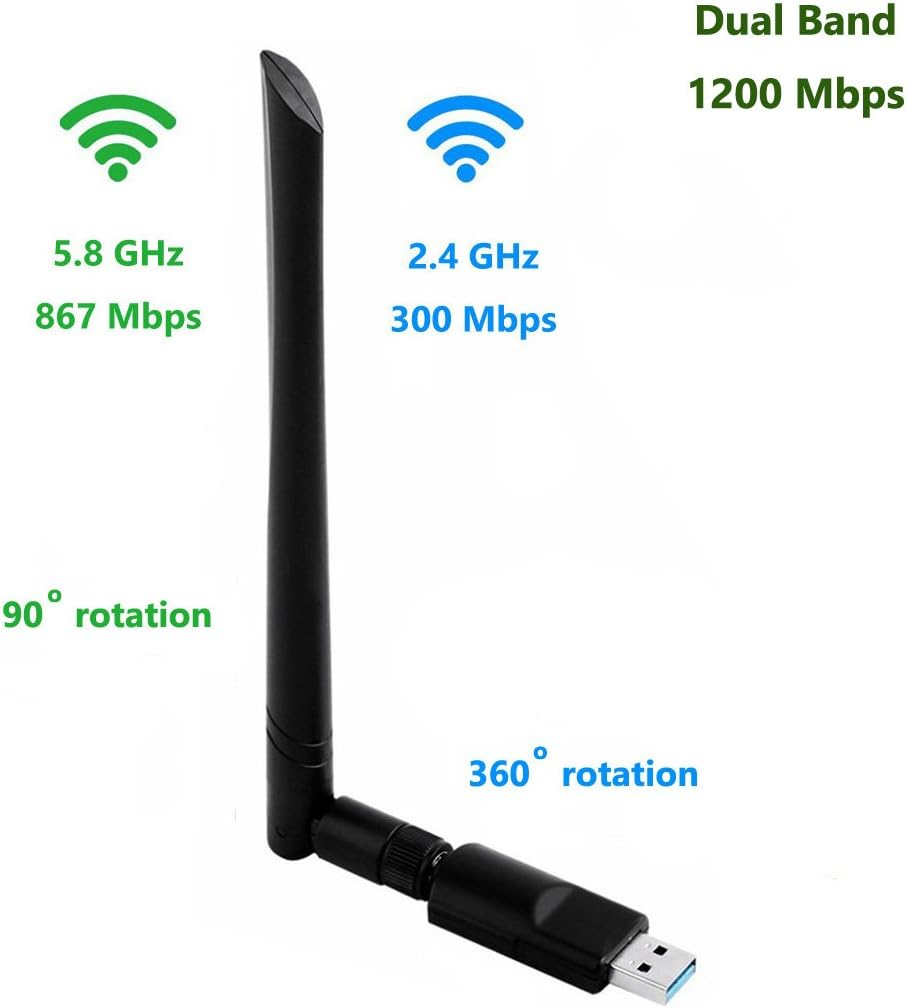 Dual Band
1200 Mbps
5.8 GHz
867 Mbps
2.4 GHz
300 Mbps
90° rotation
360° rotation